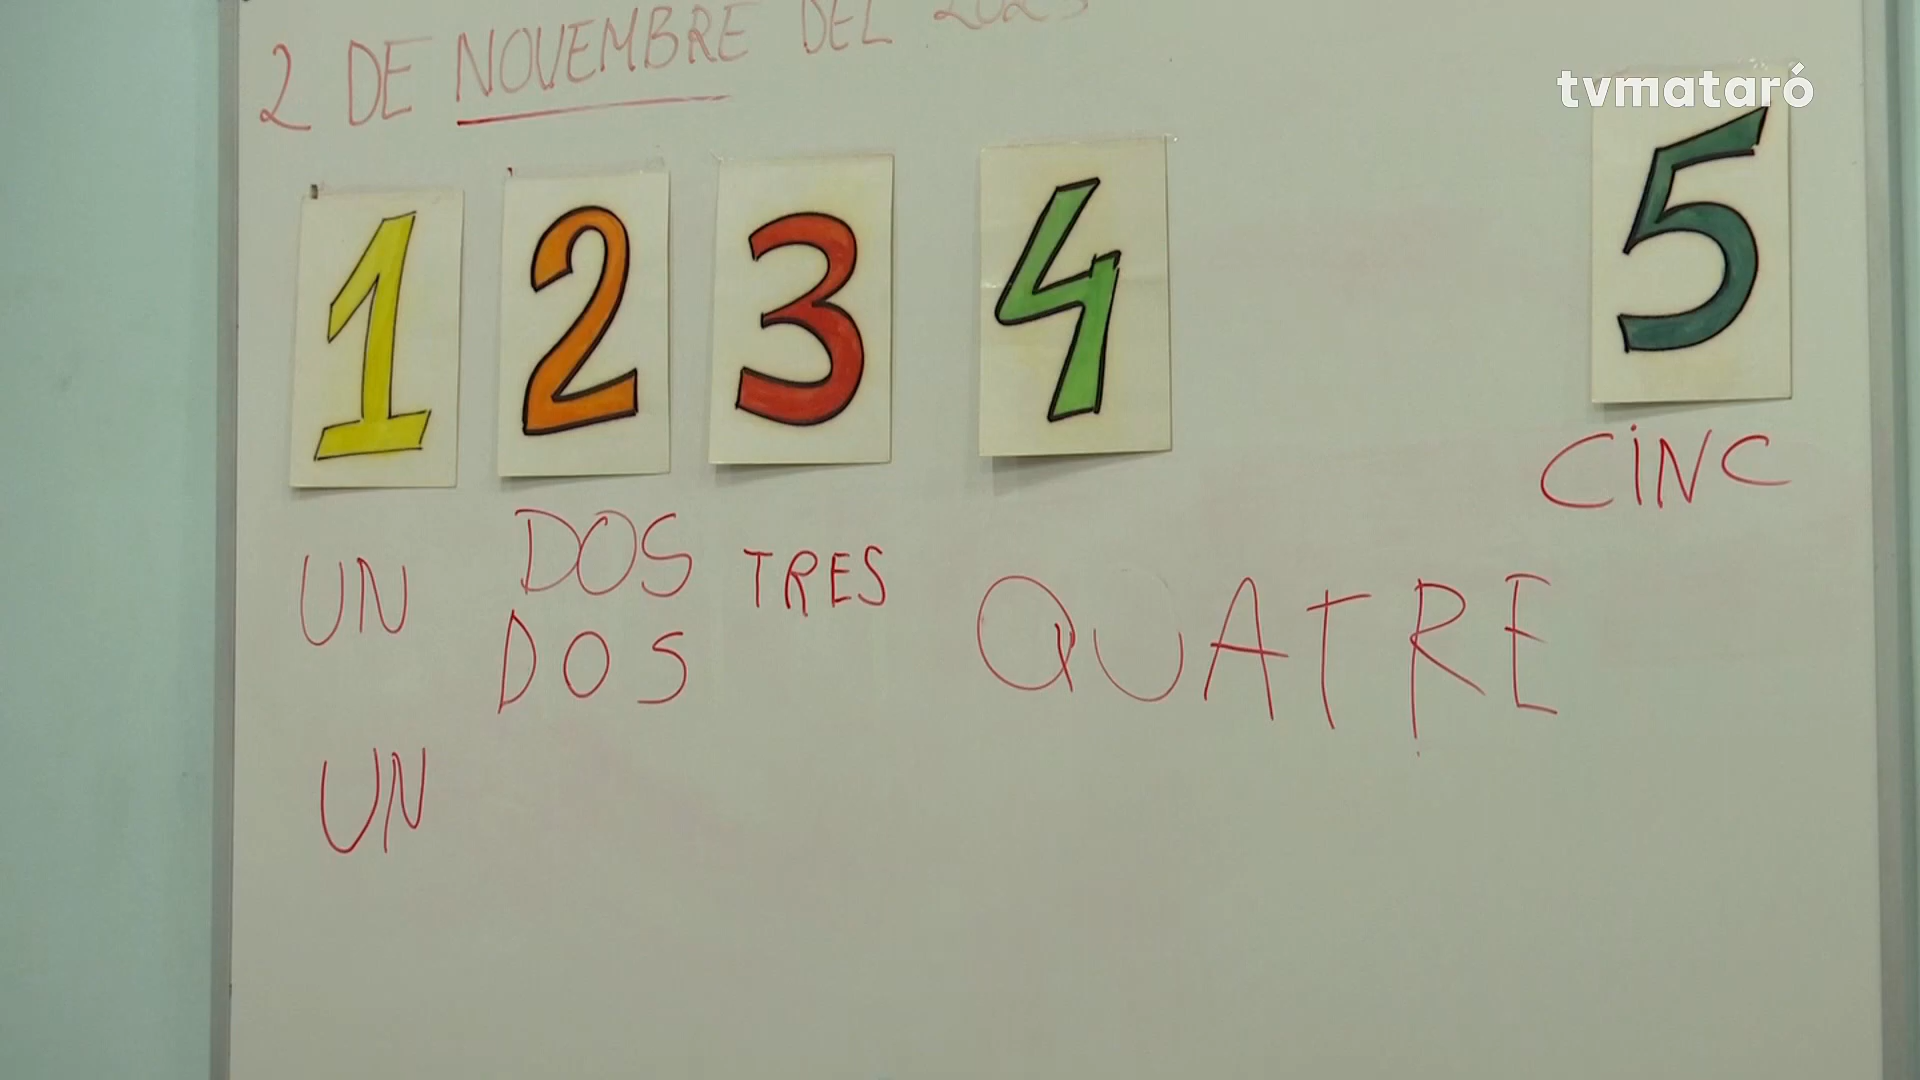 2 DE NOVEMBRE DEL
tvmataró
1 2 3 4 5
UN DOS TRES QUATRE CINC
DOS
UN